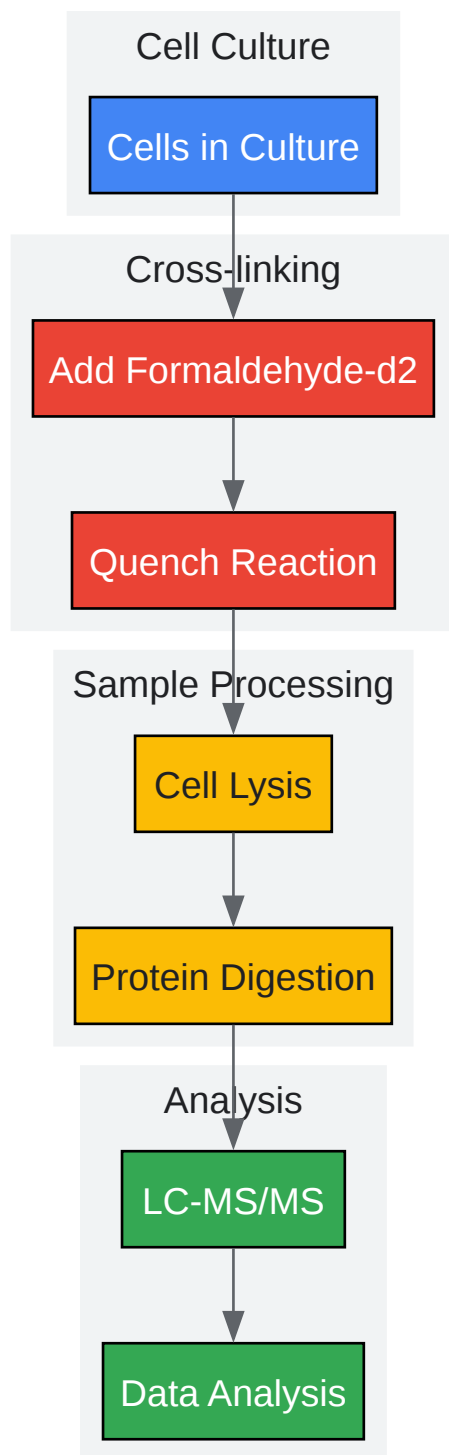 Cell Culture
Cells in Culture
Cross-linking
Add Formaldehyde-d2
Quench Reaction
Sample Processing
Cell Lysis
Protein Digestion
Analysis
LC-MS/MS
Data Analysis